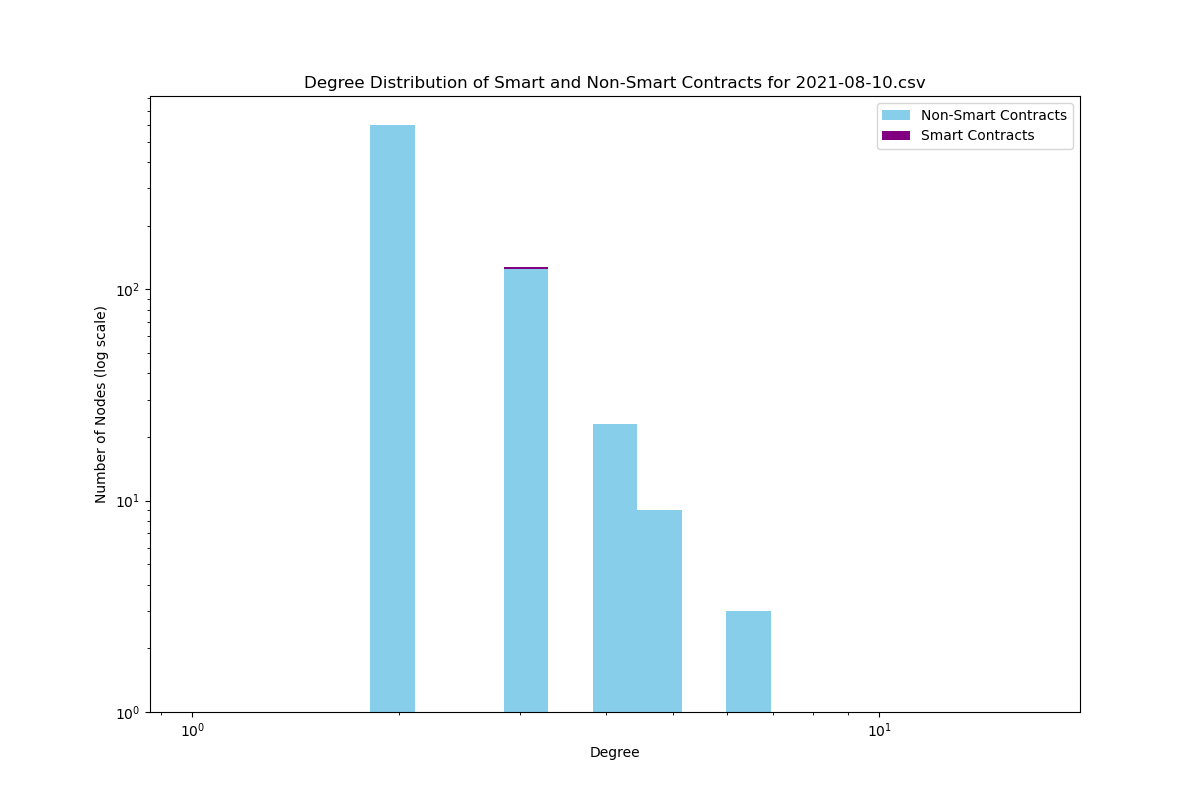 Degree Distribution of Smart and Non-Smart Contracts for 2021-08-10.csv
Non-Smart Contracts
Smart Contracts
Number of Nodes (log scale)
10²
10¹
10⁰
10⁰ 10¹
Degree